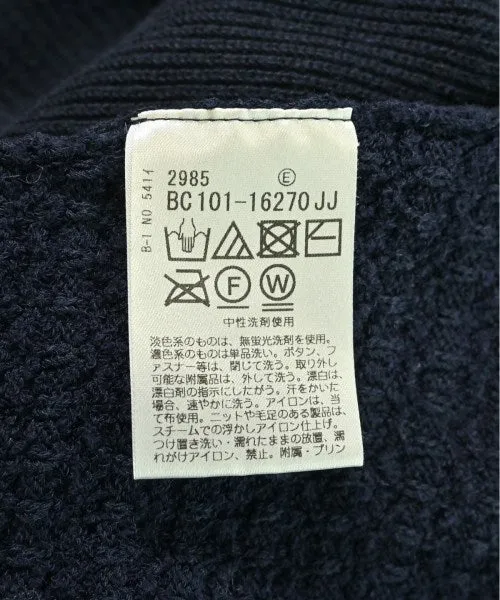 2985 Ⓔ
BC101-16270JJ
B-1 NO 5414
F W
中性洗剤使用
淡色系のものは、無蛍光洗剤を使用。
濃色系のものは単品洗い。ボタン、フ
ァスナー等は、閉じて洗う。取り外し
可能な附属品は、外して洗う。漂白は、
漂白剤の指示にしたがう。汗をかいた
場合、速やかに洗う。アイロンは、当
て布使用。ニットや毛足のある製品は、
スチームでの浮かしアイロン仕上げ。
つけ置き洗い・濡れたままの放置、濡
れがけアイロン、禁止。附属・プリン